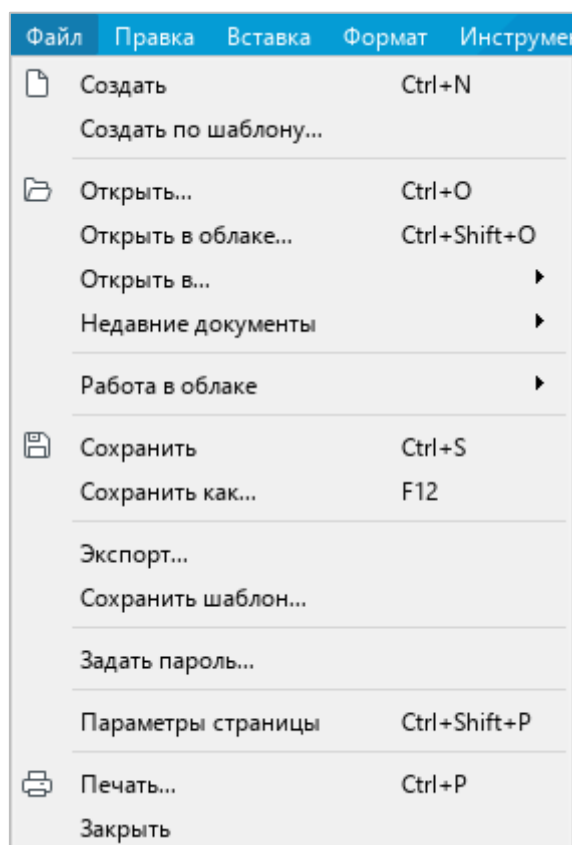 Файл Правка Вставка Формат
Создать Ctrl+N
Создать по шаблону...
Открыть... Ctrl+O
Открыть в облаке... Ctrl+Shift+O
Открыть в...
Недавние документы
Работа в облаке
Сохранить Ctrl+S
Сохранить как... F12
Экспорт...
Сохранить шаблон...
Задать пароль...
Параметры страницы Ctrl+Shift+P
Печать... Ctrl+P
Закрыть